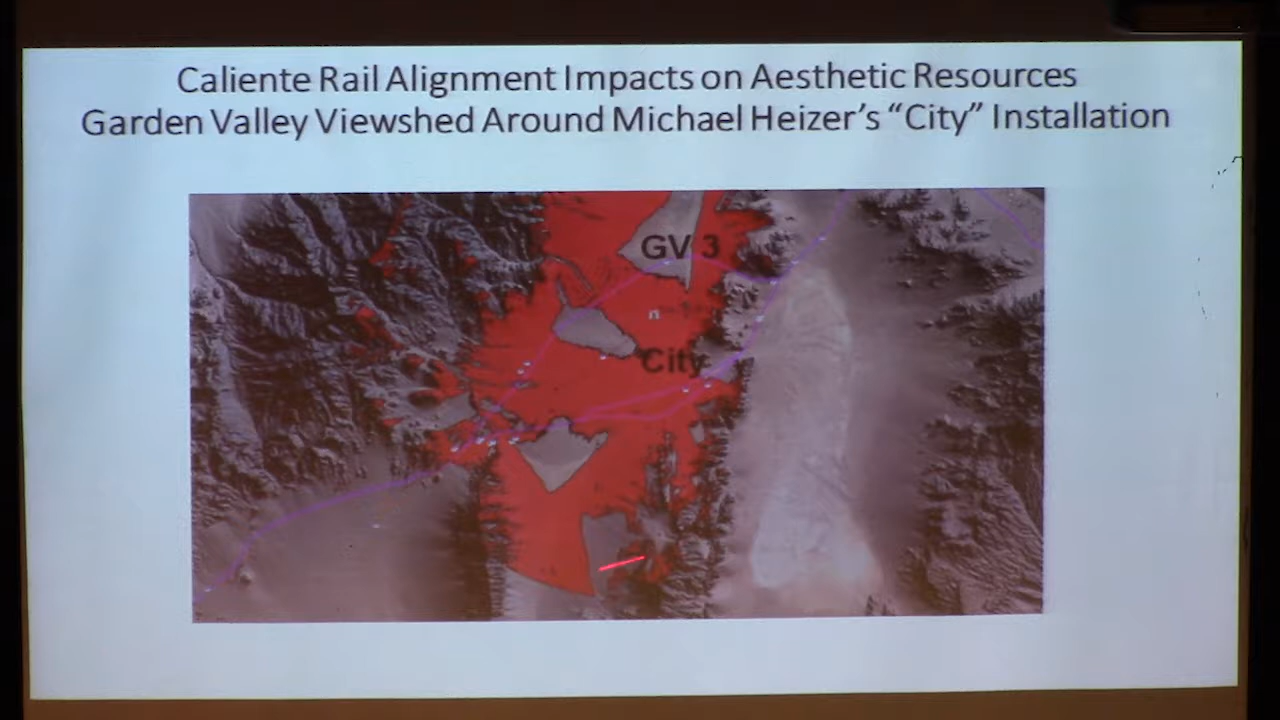 Caliente Rail Alignment Impacts on Aesthetic Resources
Garden Valley Viewshed Around Michael Heizer's “City” Installation
GV 3
City